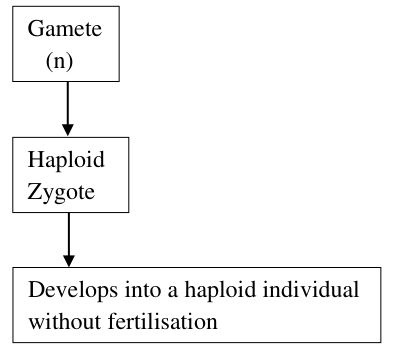 Gamete
(n)
Haploid
Zygote
Develops into a haploid individual
without fertilisation